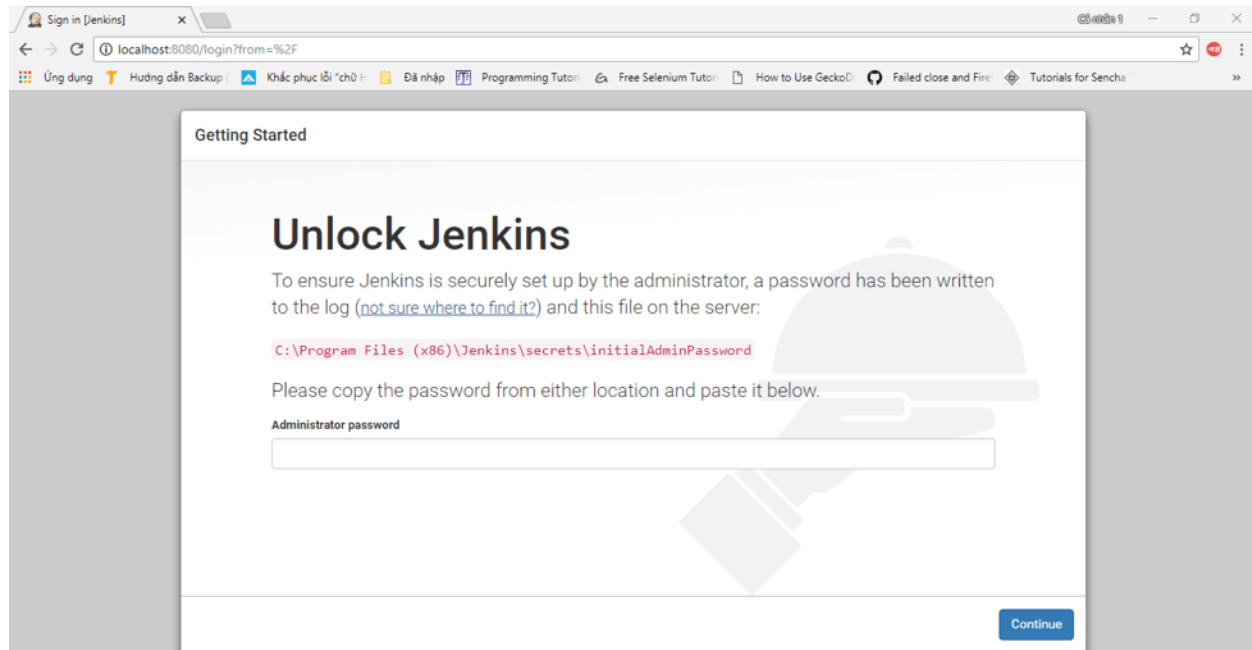 Sign in [Jenkins]
Cá nhân 1
localhost:8080/login?from=%2F
Ứng dụng Hướng dẫn Backup ( Khắc phục lỗi "chữ H Đã nhập Programming Tutori Free Selenium Tutori How to Use GeckoD Failed close and Fire Tutorials for Sencha »
Getting Started
Unlock Jenkins
To ensure Jenkins is securely set up by the administrator, a password has been written
to the log (not sure where to find it?) and this file on the server:
C:\Program Files (x86)\Jenkins\secrets\initialAdminPassword
Please copy the password from either location and paste it below.
Administrator password
Continue